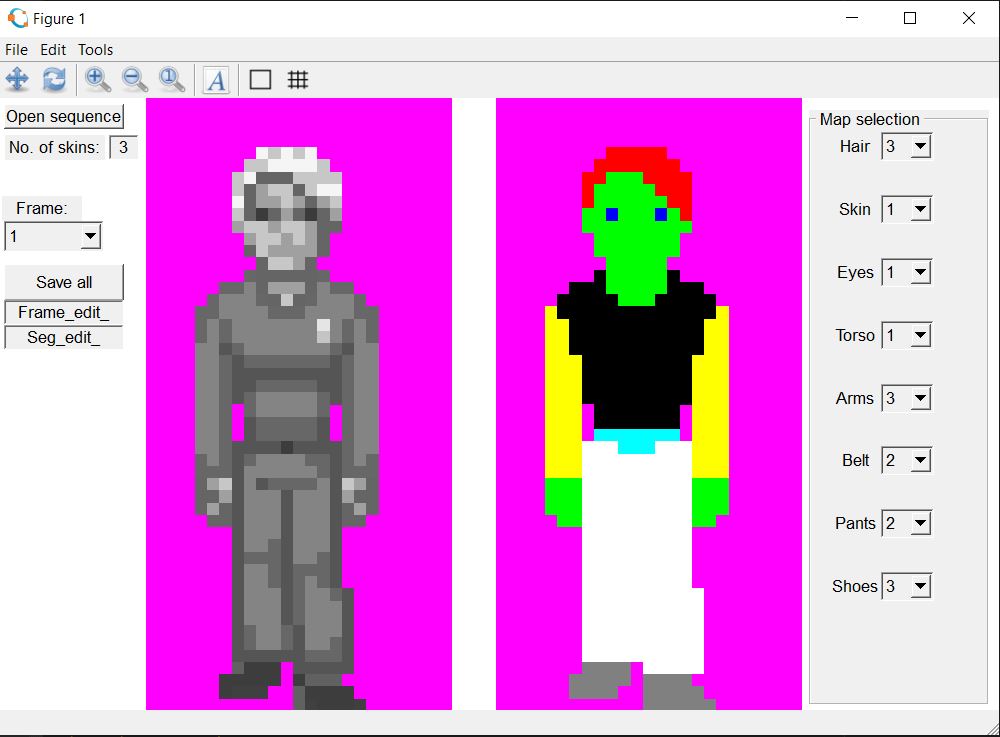 Figure 1
File Edit Tools
A
Open sequence
No. of skins: 3
Frame:
1
Save all
Frame_edit_
Seg_edit_
Map selection
Hair 3
Skin 1
Eyes 1
Torso 1
Arms 3
Belt 2
Pants 2
Shoes 3